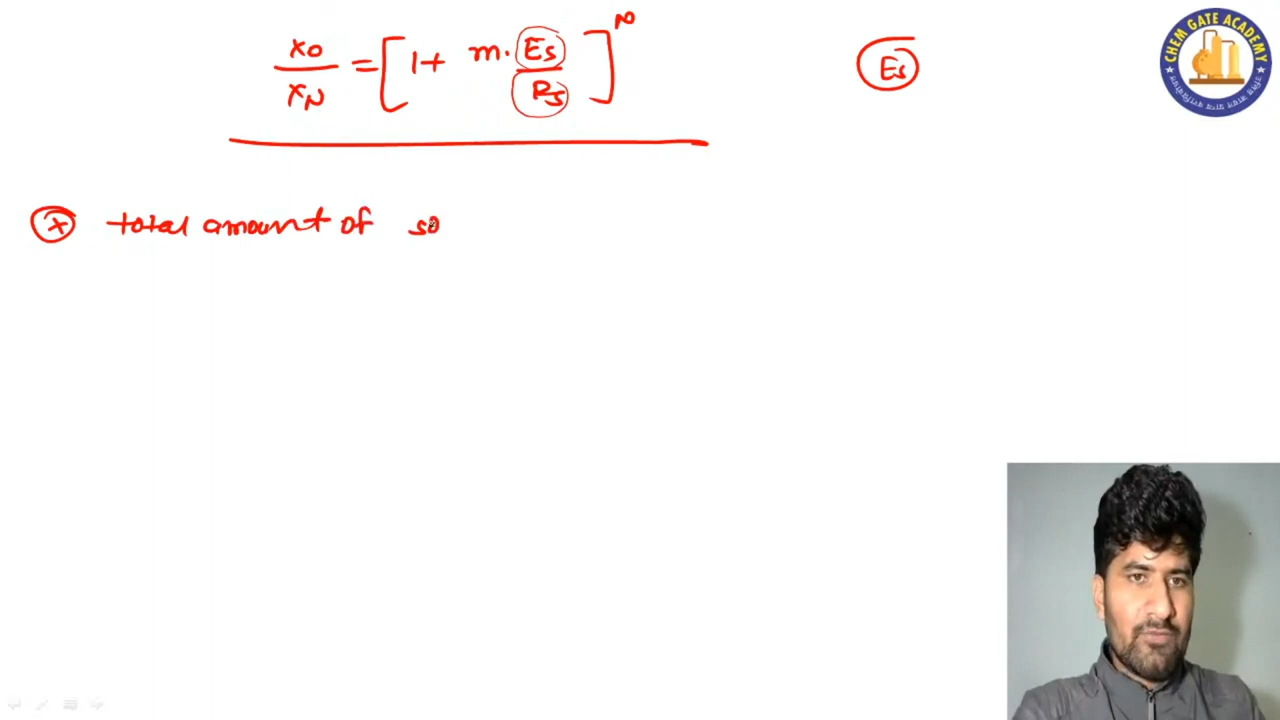 x0/xN = [1 + m. Es/Rs]^N
Es
CHEM GATE ACADEMY
* total amount of so